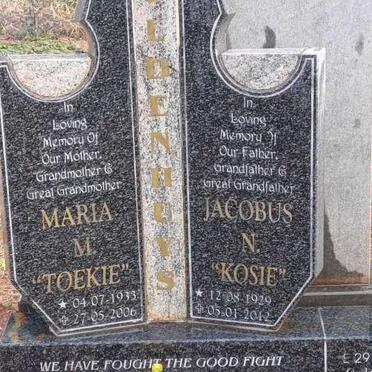 OLDENHUYS
In
Loving
Memory Of
Our Mother,
Grandmother &
Great Grandmother
MARIA
M.
"TOEKIE"
★ 04-07-1933
✞ 27-05-2006
In
Loving
Memory Of
Our Father,
Grandfather &
Great Grandfather
JACOBUS
N.
"KOSIE"
★ 12-08-1929
✞ 05-01-2012
WE HAVE FOUGHT THE GOOD FIGHT
E 29